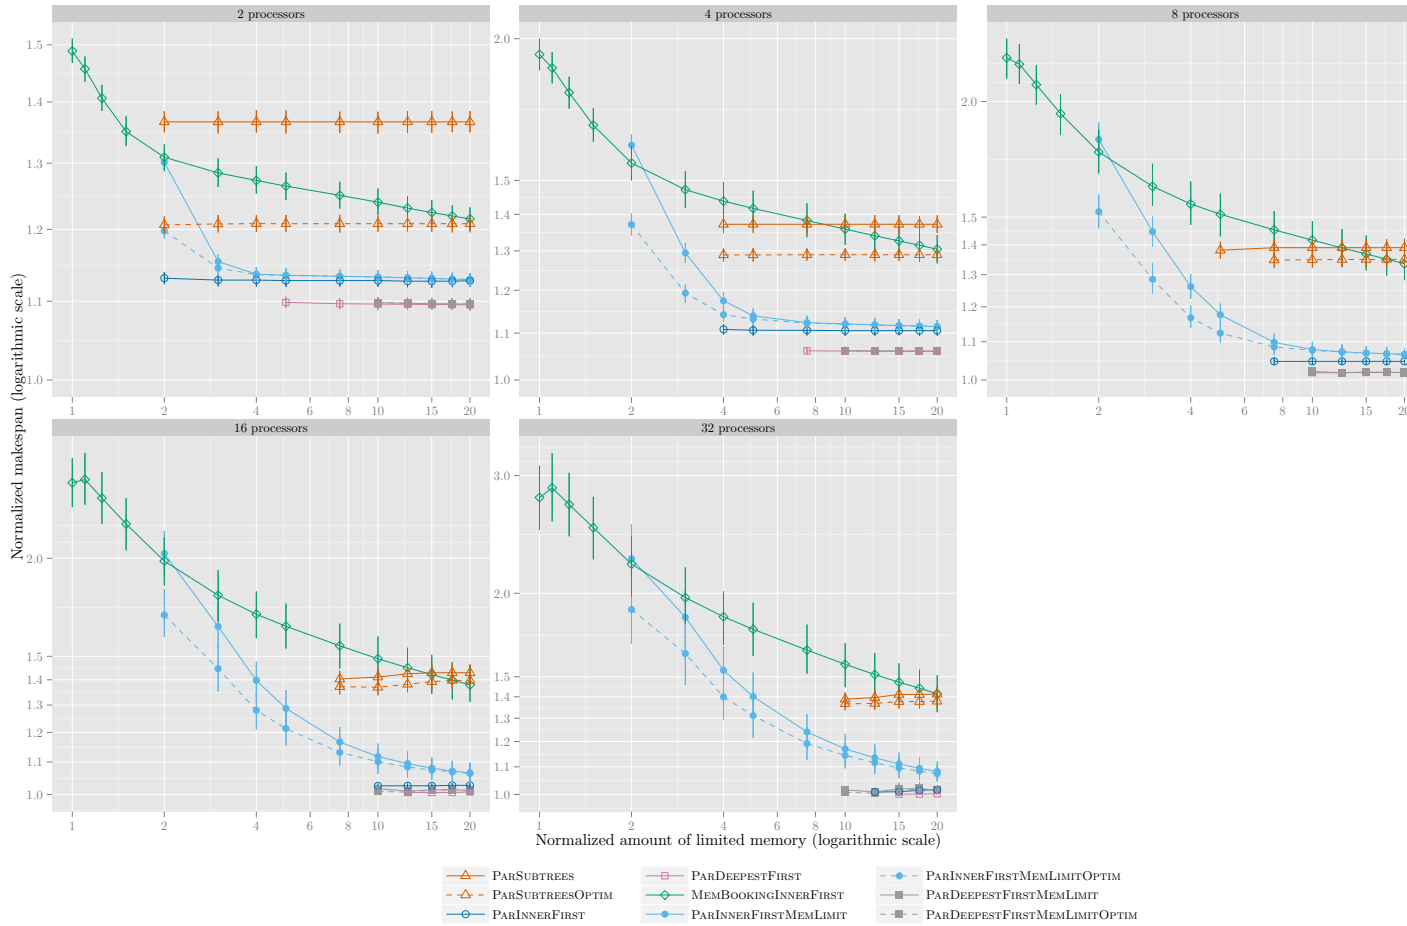 2 processors
4 processors
8 processors
1.5
1.4
1.3
1.2
1.1
1.0
2.0
1.5
1.4
1.3
1.2
1.1
1.0
2.0
1.5
1.4
1.3
1.2
1.1
1.0
1 2 4 6 8 10 15 20
1 2 4 6 8 10 15 20
1 2 4 6 8 10 15 20
16 processors
32 processors
2.0
1.5
1.4
1.3
1.2
1.1
1.0
3.0
2.0
1.5
1.4
1.3
1.2
1.1
1.0
1 2 4 6 8 10 15 20
1 2 4 6 8 10 15 20
Normalized makespan (logarithmic scale)
Normalized amount of limited memory (logarithmic scale)
ParSubtrees
ParSubtreesOptim
ParInnerFirst
ParDeepestFirst
MemBookingInnerFirst
ParInnerFirstMemLimit
ParInnerFirstMemLimitOptim
ParDeepestFirstMemLimit
ParDeepestFirstMemLimitOptim